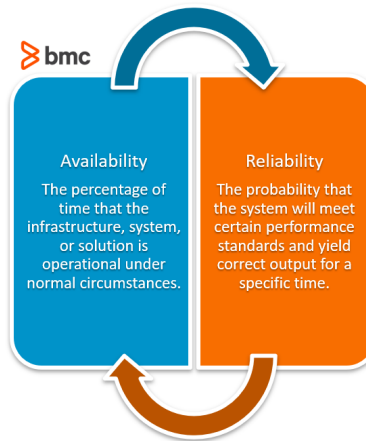 bmc
Availability
The percentage of
time that the
infrastructure, system,
or solution is
operational under
normal circumstances.
Reliability
The probability that
the system will meet
certain performance
standards and yield
correct output for a
specific time.